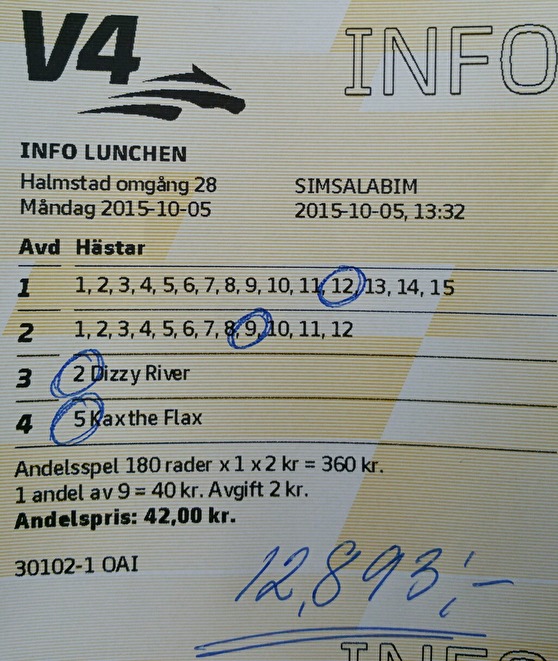 V4
INFO
INFO LUNCHEN
Halmstad omgång 28
Måndag 2015-10-05
SIMSALABIM
2015-10-05, 13:32
Avd Hästar
1 1, 2, 3, 4, 5, 6, 7, 8, 9, 10, 11, 12, 13, 14, 15
2 1, 2, 3, 4, 5, 6, 7, 8, 9, 10, 11, 12
3 2 Dizzy River
4 5 Kaxthe Flax
Andelsspel 180 rader x 1 x 2 kr = 360 kr.
1 andel av 9 = 40 kr. Avgift 2 kr.
Andelspris: 42,00 kr.
30102-1 OAI
12,893:-
INFO